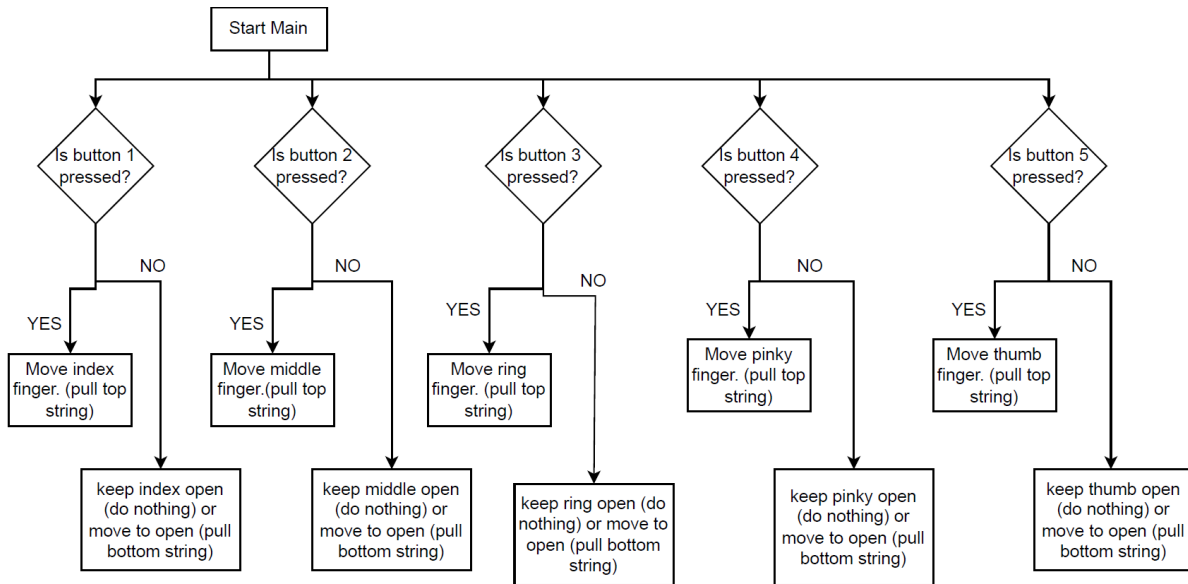 Start Main
Is button 1
pressed?
Is button 2
pressed?
Is button 3
pressed?
Is button 4
pressed?
Is button 5
pressed?
NO
NO
NO
NO
NO
YES
YES
YES
YES
YES
Move index
finger. (pull top
string)
Move middle
finger.(pull top
string)
Move ring
finger. (pull top
string)
Move pinky
finger. (pull top
string)
Move thumb
finger. (pull top
string)
keep index open
(do nothing) or
move to open (pull
bottom string)
keep middle open
(do nothing) or
move to open (pull
bottom string)
keep ring open (do
nothing) or move to
open (pull bottom
string)
keep pinky open
(do nothing) or
move to open (pull
bottom string)
keep thumb open
(do nothing) or
move to open (pull
bottom string)